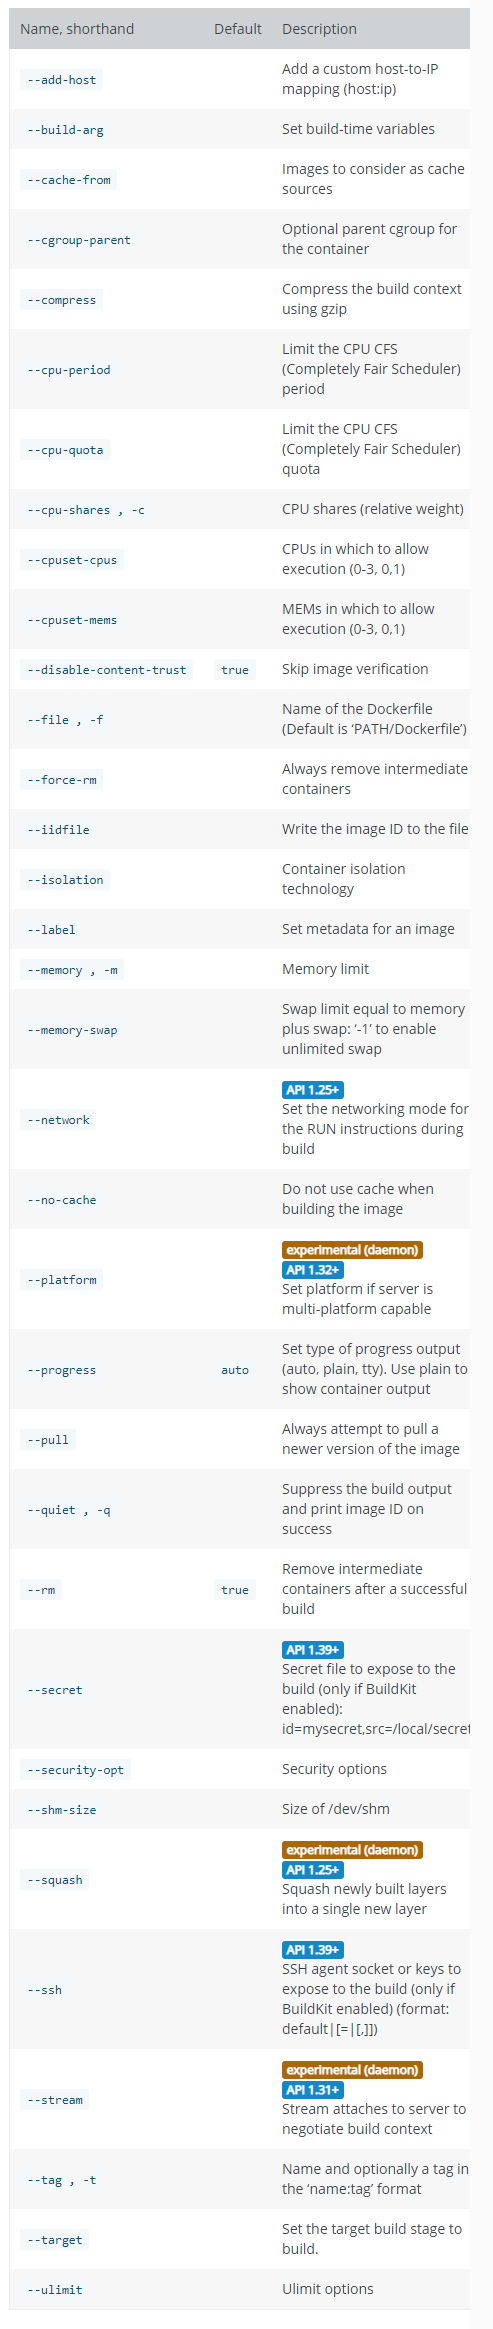 Name, shorthand Default Description
--add-host
Add a custom host-to-IP
mapping (host:ip)
--build-arg Set build-time variables
--cache-from
Images to consider as cache
sources
--cgroup-parent
Optional parent cgroup for
the container
--compress
Compress the build context
using gzip
--cpu-period
Limit the CPU CFS
(Completely Fair Scheduler)
period
--cpu-quota
Limit the CPU CFS
(Completely Fair Scheduler)
quota
--cpu-shares , -c CPU shares (relative weight)
--cpuset-cpus
CPUs in which to allow
execution (0-3, 0,1)
--cpuset-mems
MEMs in which to allow
execution (0-3, 0,1)
--disable-content-trust true Skip image verification
--file , -f
Name of the Dockerfile
(Default is ‘PATH/Dockerfile’)
--force-rm
Always remove intermediate
containers
--iidfile Write the image ID to the file
--isolation
Container isolation
technology
--label Set metadata for an image
--memory , -m Memory limit
--memory-swap
Swap limit equal to memory
plus swap: ‘-1’ to enable
unlimited swap
--network
API 1.25+
Set the networking mode for
the RUN instructions during
build
--no-cache
Do not use cache when
building the image
--platform
experimental (daemon)
API 1.32+
Set platform if server is
multi-platform capable
--progress auto
Set type of progress output
(auto, plain, tty). Use plain to
show container output
--pull
Always attempt to pull a
newer version of the image
--quiet , -q
Suppress the build output
and print image ID on
success
--rm true
Remove intermediate
containers after a successful
build
--secret
API 1.39+
Secret file to expose to the
build (only if BuildKit
enabled):
id=mysecret,src=/local/secret
--security-opt Security options
--shm-size Size of /dev/shm
--squash
experimental (daemon)
API 1.25+
Squash newly built layers
into a single new layer
--ssh
API 1.39+
SSH agent socket or keys to
expose to the build (only if
BuildKit enabled) (format:
default|[=|[,]])
--stream
experimental (daemon)
API 1.31+
Stream attaches to server to
negotiate build context
--tag , -t
Name and optionally a tag in
the ‘name:tag’ format
--target
Set the target build stage to
build.
--ulimit Ulimit options